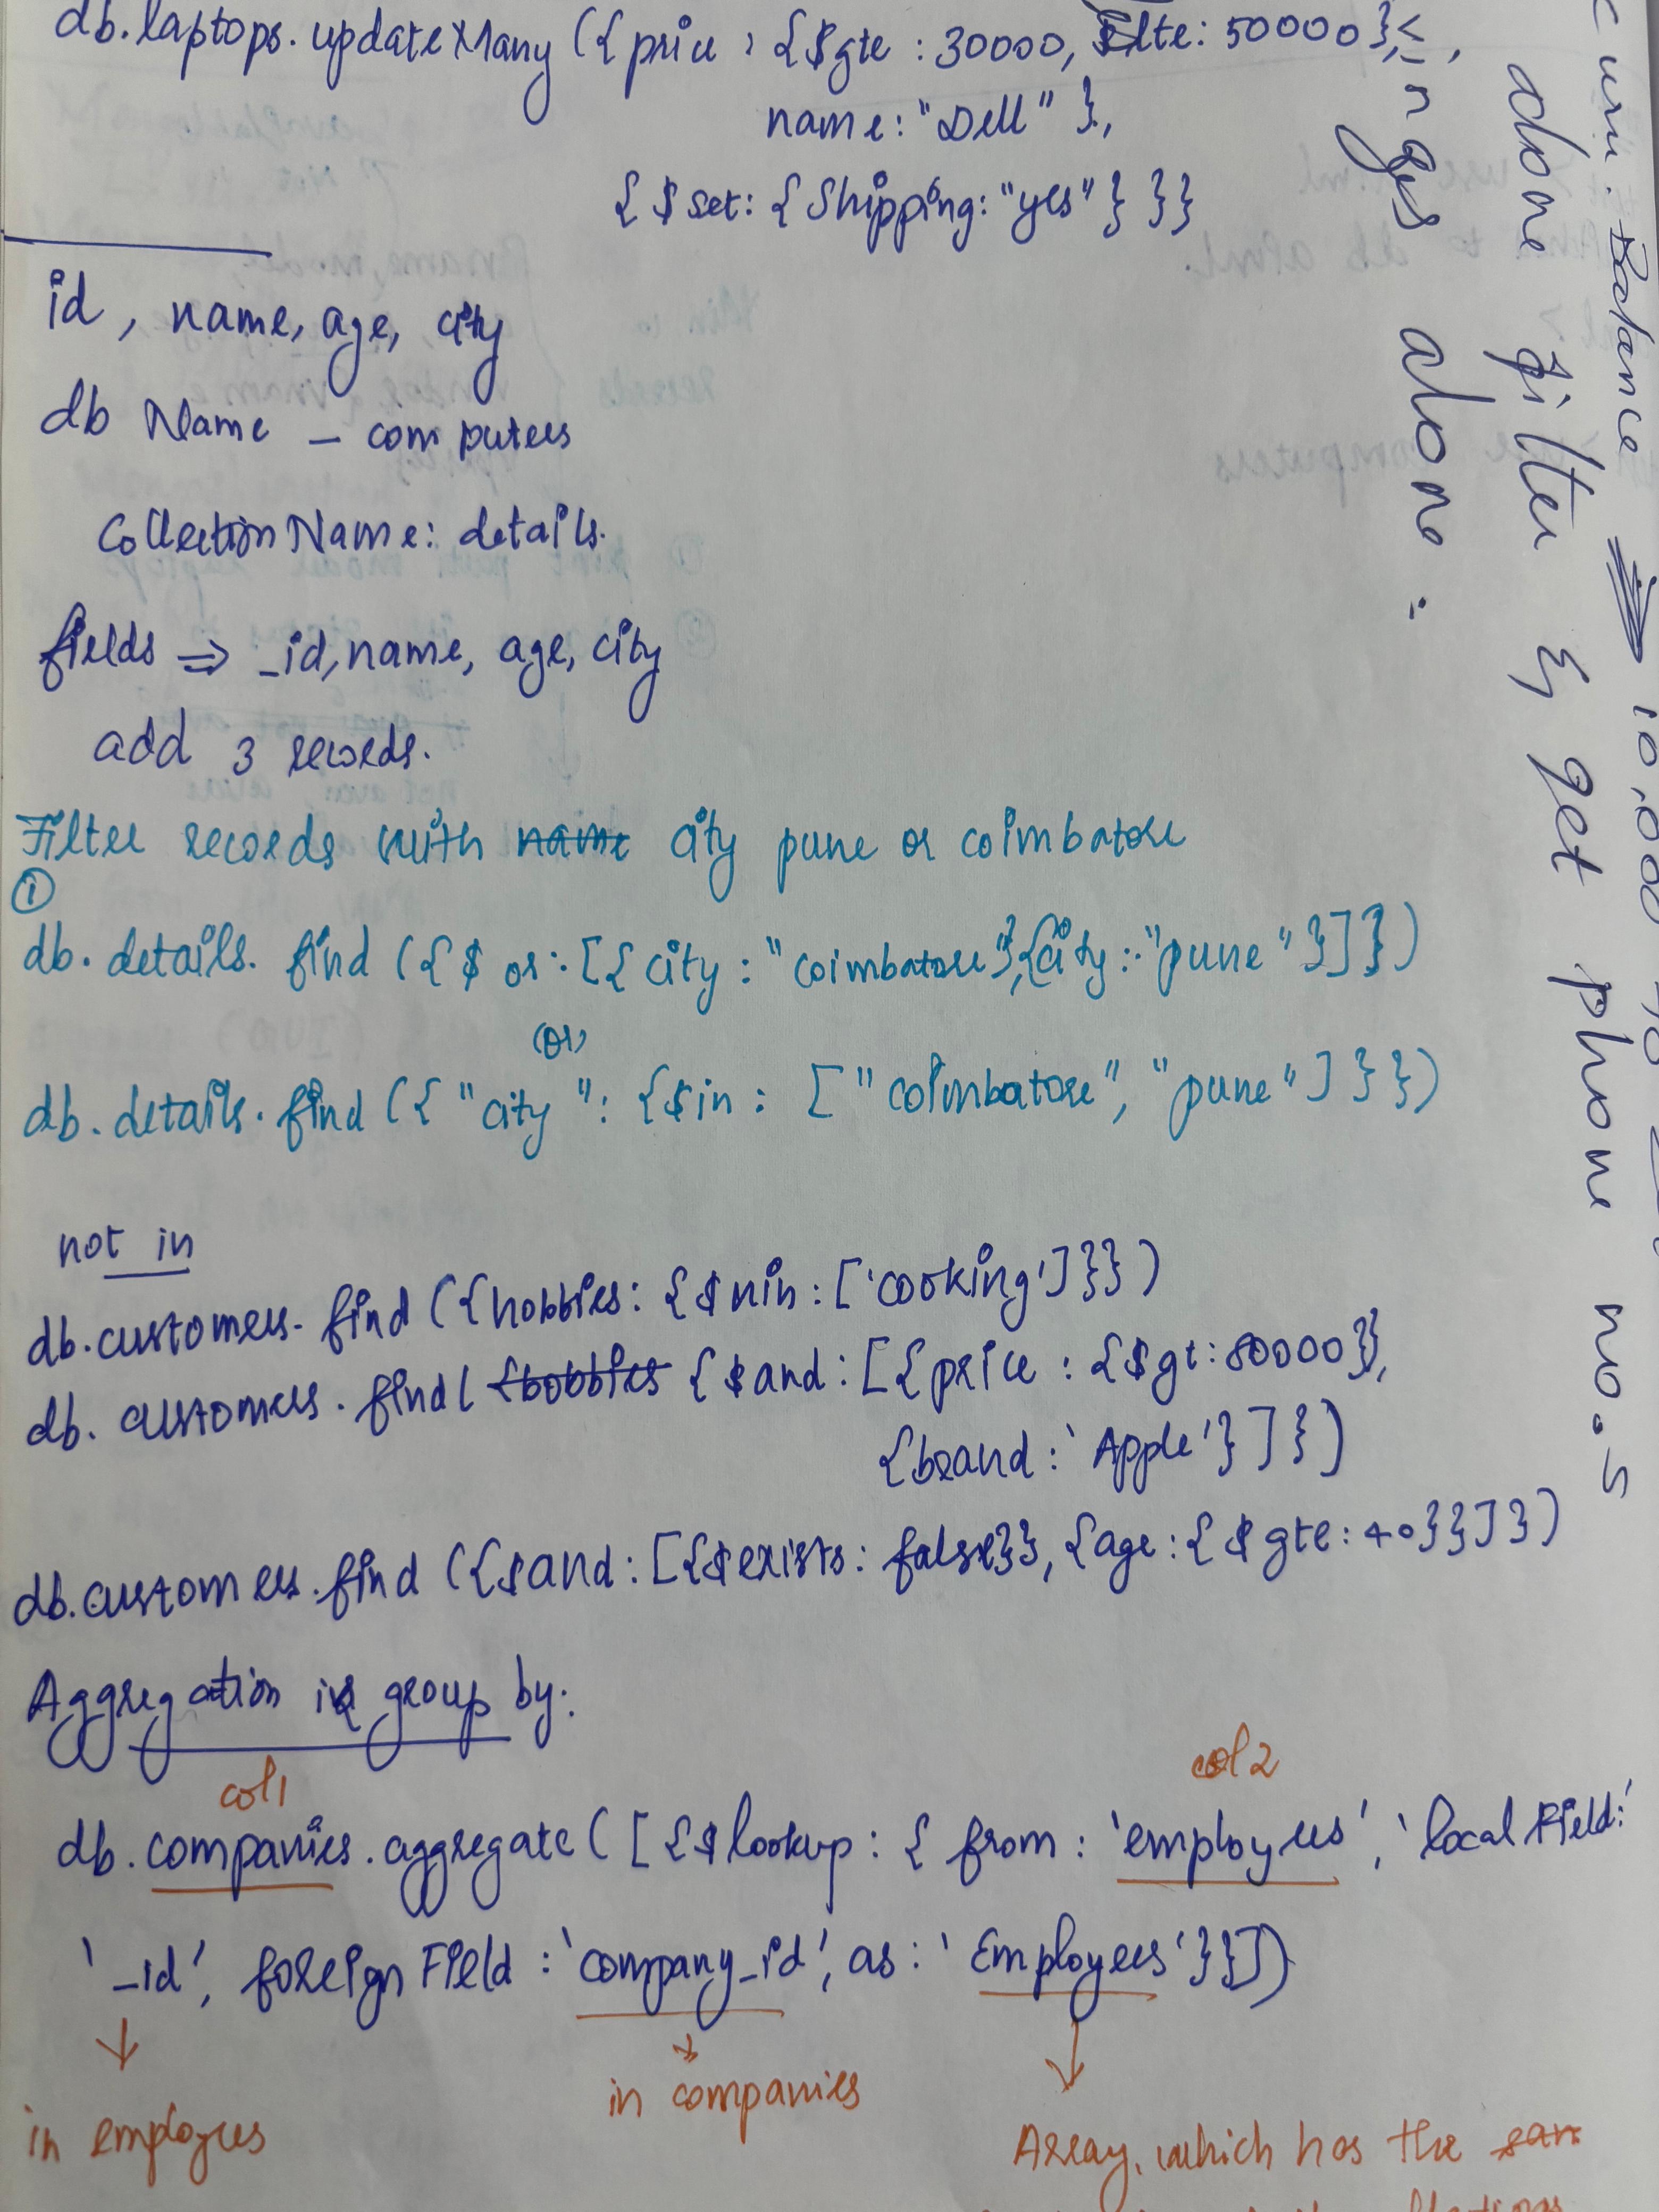 db.laptops.updateMany ({price : {$gte : 30000, $lte: 50000},
name: "Dell" },
{$set: {Shipping: "yes" } }}
id, name, age, city
db Name - computers
Collection Name: details.
fields ⇒ _id, name, age, city
add 3 records.
Filter records with name city pune or coimbatore
①
db. details. find ({$ or: [{city : "coimbatore"},{city : "pune" }]})
(or)
db. details. find ({ "city" : {$in : ["coimbatore", "pune"] }})
not in
db.customers. find ({hobbies: {$nin : ['cooking']}})
db. customers. find( {hobbies {$and : [{price : {$gt: 80000}},
{brand : 'Apple'} ] })
db.customers.find ({$and: [{$exists: false}}, {age: {$gte: 40}}]})
Aggregation in group by:
col1
col2
db.companies.aggregate ( [ {$lookup : { from : 'employees', 'localField:'
'_id', foreignField : 'company_id', as : 'Employees'}}])
in employees
in companies
Array, which has the
curr. Balance ⇒ 10,000
alone filter & get phone no.s
alone.